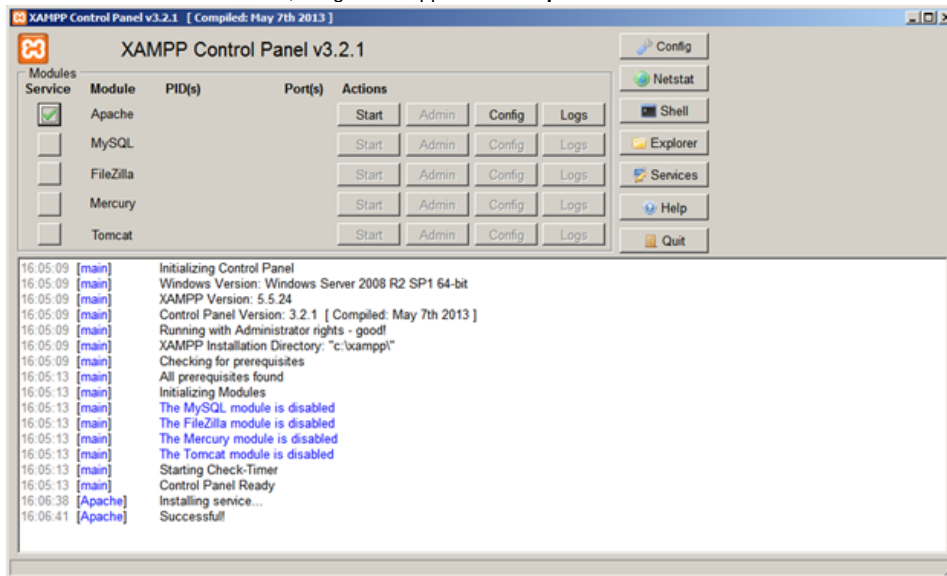 XAMPP Control Panel v3.2.1 [ Compiled: May 7th 2013 ]
XAMPP Control Panel v3.2.1
Config
Modules
Service Module PID(s) Port(s) Actions
Netstat
Apache Start Admin Config Logs
Shell
MySQL Start Admin Config Logs
Explorer
FileZilla Start Admin Config Logs
Services
Mercury Start Admin Config Logs
Help
Tomcat Start Admin Config Logs
Quit
16:05:09 [main] Initializing Control Panel
16:05:09 [main] Windows Version: Windows Server 2008 R2 SP1 64-bit
16:05:09 [main] XAMPP Version: 5.5.24
16:05:09 [main] Control Panel Version: 3.2.1 [ Compiled: May 7th 2013 ]
16:05:09 [main] Running with Administrator rights - good!
16:05:09 [main] XAMPP Installation Directory: "c:\xampp\"
16:05:09 [main] Checking for prerequisites
16:05:13 [main] All prerequisites found
16:05:13 [main] Initializing Modules
16:05:13 [main] The MySQL module is disabled
16:05:13 [main] The FileZilla module is disabled
16:05:13 [main] The Mercury module is disabled
16:05:13 [main] The Tomcat module is disabled
16:05:13 [main] Starting Check-Timer
16:05:13 [main] Control Panel Ready
16:06:38 [Apache] Installing service...
16:06:41 [Apache] Successful!